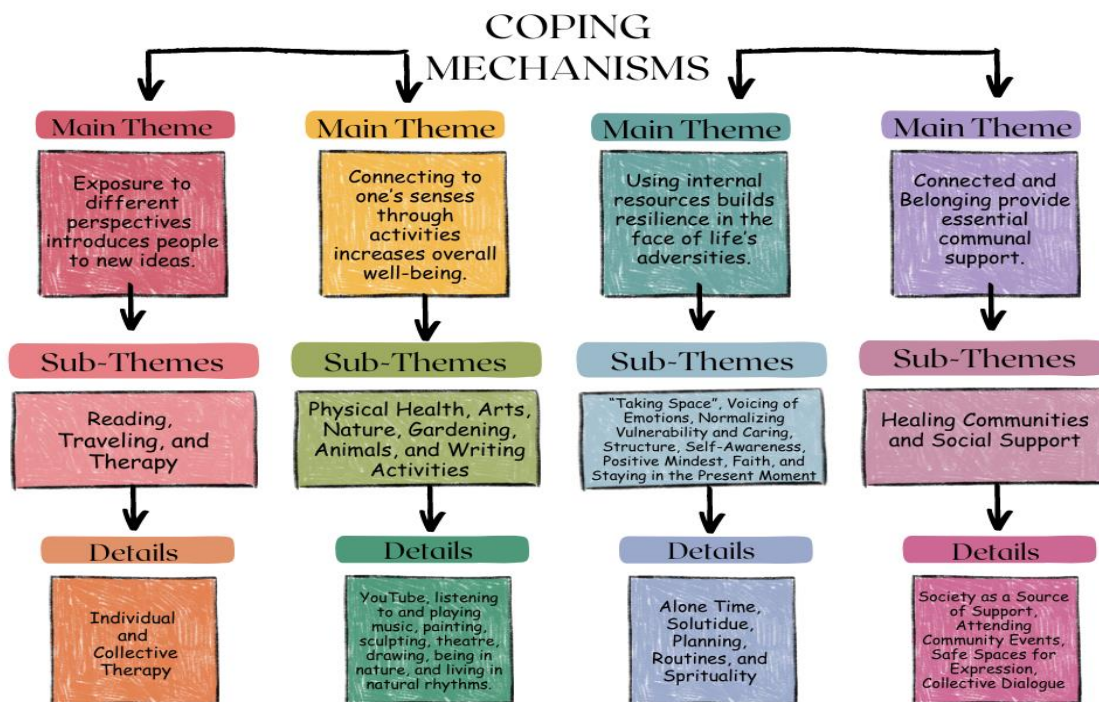 COPING
MECHANISMS
Main Theme
Exposure to
different
perspectives
introduces people
to new ideas.
Sub-Themes
Reading,
Traveling, and
Therapy
Details
Individual
and
Collective
Therapy
Main Theme
Connecting to
one's senses
through
activities
increases overall
well-being.
Sub-Themes
Physical Health, Arts,
Nature, Gardening,
Animals, and Writing
Activities
Details
YouTube, listening
to and playing
music, painting,
sculpting, theatre,
drawing, being in
nature, and living in
natural rhythms.
Main Theme
Using internal
resources builds
resilience in the
face of life's
adversities.
Sub-Themes
"Taking Space", Voicing of
Emotions, Normalizing
Vulnerability and Caring,
Structure, Self-Awareness,
Positive Mindest, Faith, and
Staying in the Present Moment
Details
Alone Time,
Solutidue,
Planning,
Routines, and
Sprituality
Main Theme
Connected and
Belonging provide
essential
communal
support.
Sub-Themes
Healing Communities
and Social Support
Details
Society as a Source
of Support,
Attending
Community Events,
Safe Spaces for
Expression,
Collective Dialogue